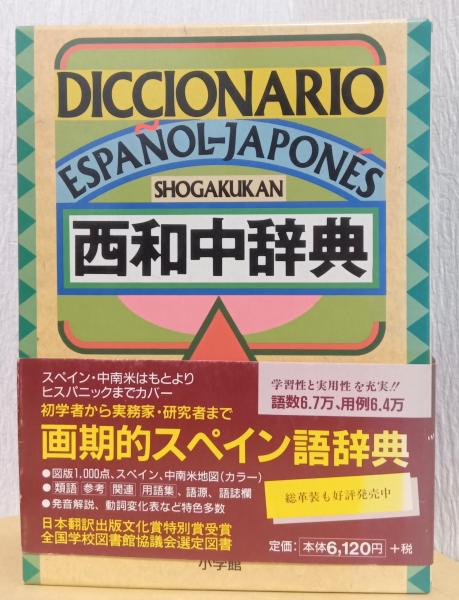 DICCIONARIO
ESPAÑOL-JAPONÉS
SHOGAKUKAN
西和中辞典
スペイン・中南米はもとより
ヒスパニックまでカバー
初学者から実務家・研究者まで
画期的スペイン語辞典
学習性と実用性を充実!!
語数6.7万、用例6.4万
●図版1,000点、スペイン、中南米地図(カラー)
●類語 参考 関連 用語集、語源、語誌欄
●発音解説、動詞変化表など特色多数
総革装も好評発売中
日本翻訳出版文化賞特別賞受賞
全国学校図書館協議会選定図書
定価:本体6,120円+税
小学館